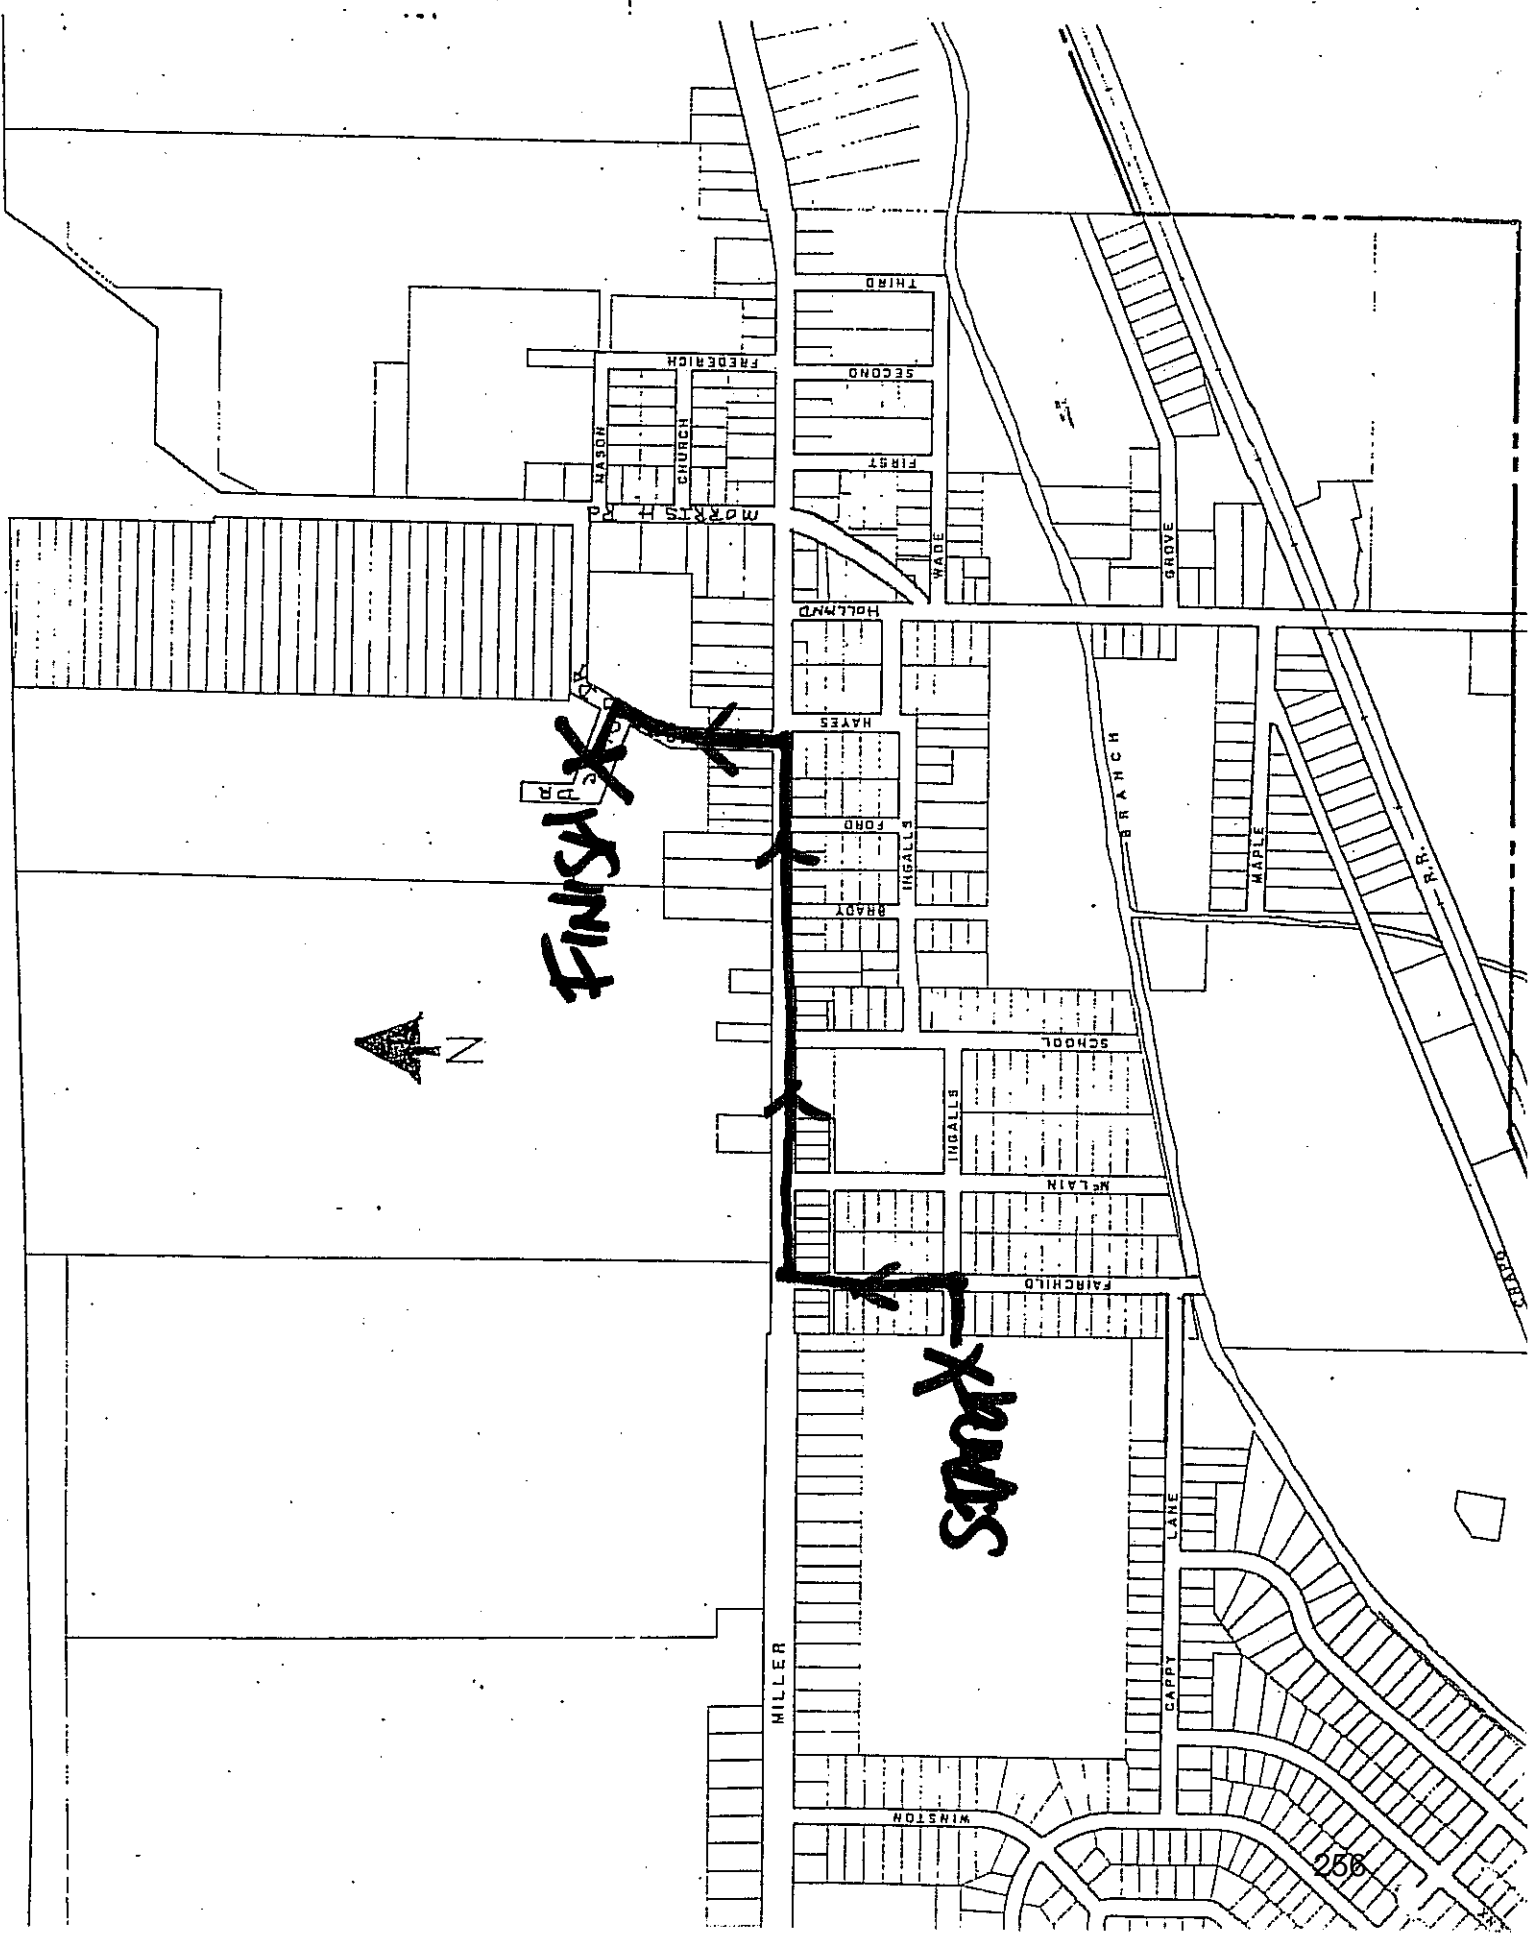 THIRD
FREDERICH
SECOND
MASON
CHURCH
FIRST
MORRISH RD
WADE
GROVE
HOLLAND
HAYES
DR
FINISH
FORD
INGALLS
BRANCH
MAPLE
R.R.
BRADY
N
SCHOOL
INGALLS
McLAIN
FAIRCHILD
START
LANE
CAPPY
MILLER
WINSTON
256